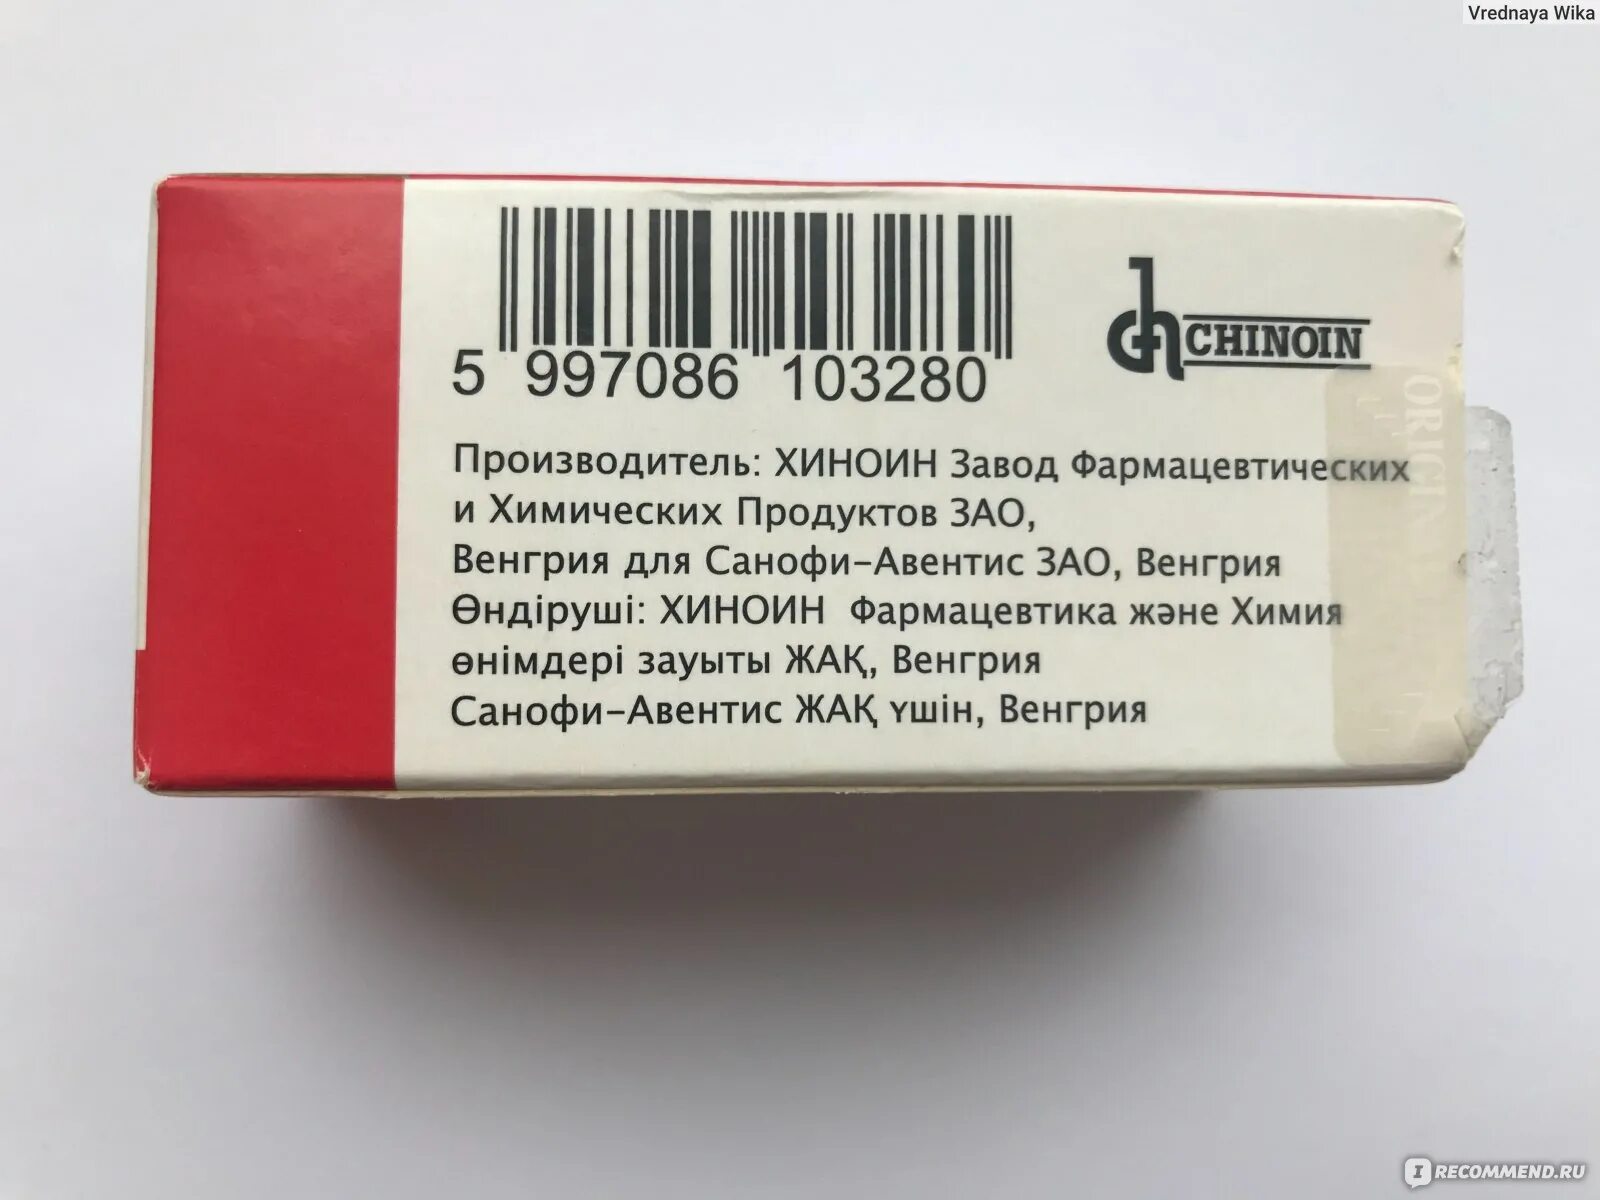 Vrednaya Wika
5 997086 103280
CHINOIN
Производитель: ХИНОИН Завод Фармацевтических
и Химических Продуктов ЗАО,
Венгрия для Санофи-Авентис ЗАО, Венгрия
Өндіруші: ХИНОИН Фармацевтика және Химия
өнімдері зауыты ЖАҚ, Венгрия
Санофи-Авентис ЖАҚ үшін, Венгрия
IRECOMMEND.RU